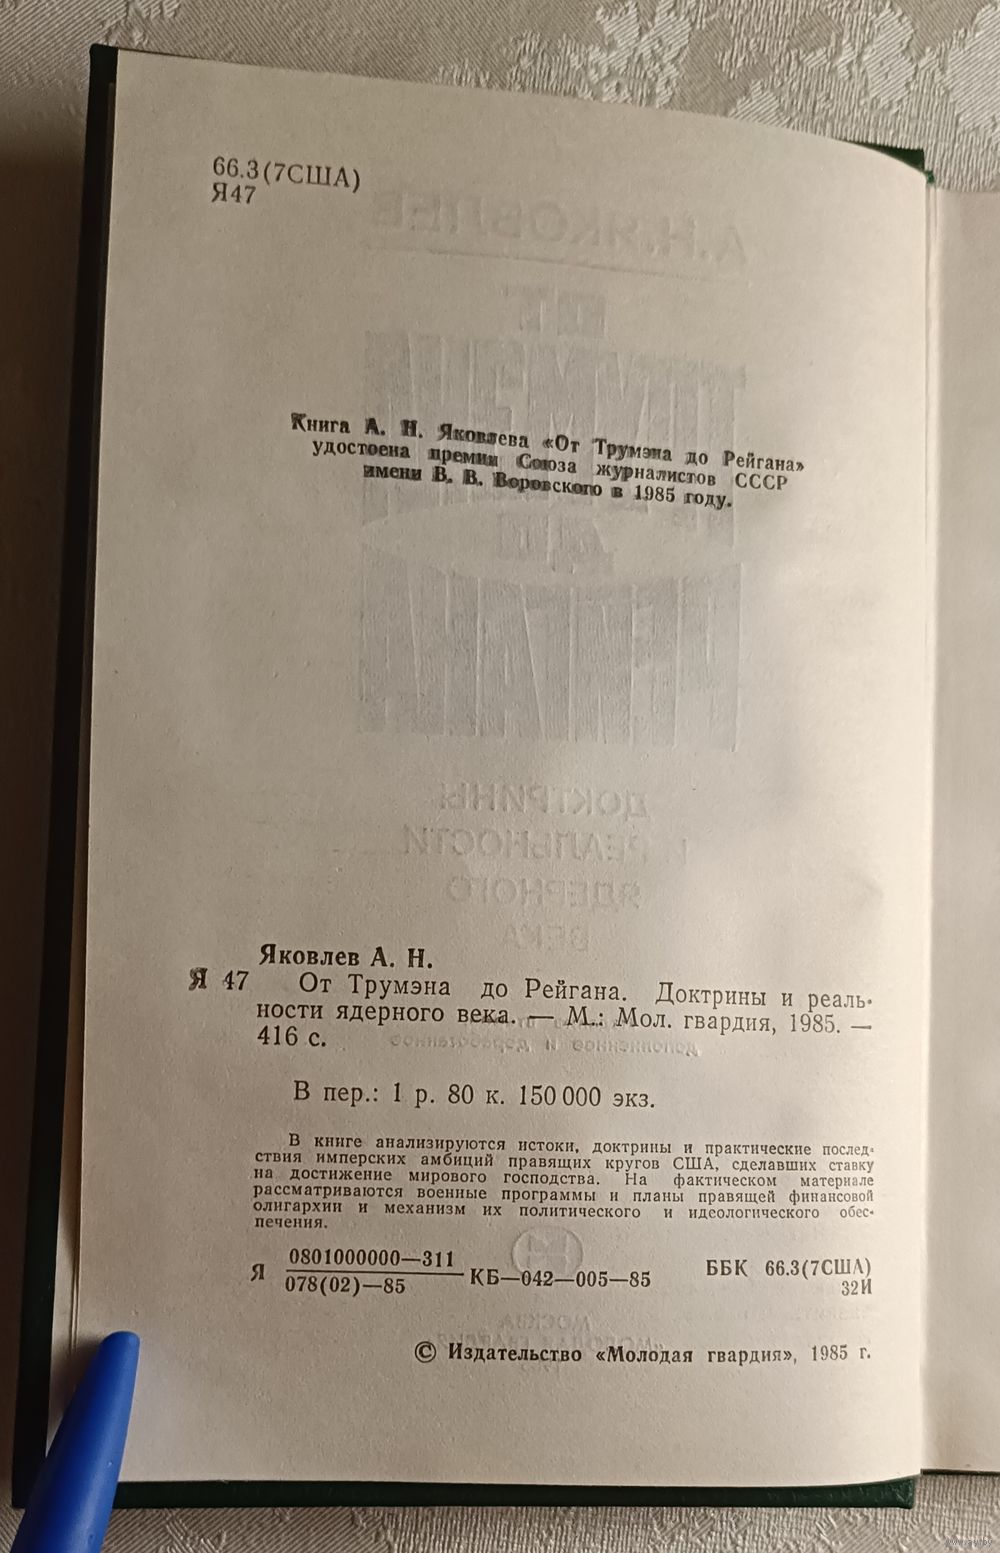 66.3(7США)
Я47
Книга А. Н. Яковлева «От Трумэна до Рейгана»
удостоена премии Союза журналистов СССР
имени В. В. Воровского в 1985 году.
Яковлев А. Н.
Я 47 От Трумэна до Рейгана. Доктрины и реаль-
ности ядерного века. — М.: Мол. гвардия, 1985. —
416 с.
В пер.: 1 р. 80 к. 150 000 экз.
В книге анализируются истоки, доктрины и практические послед-
ствия имперских амбиций правящих кругов США, сделавших ставку
на достижение мирового господства. На фактическом материале
рассматриваются военные программы и планы правящей финансовой
олигархии и механизм их политического и идеологического обес-
печения.
Я 0801000000—311 КБ—042—005—85 ББК 66.3(7США)
078(02)—85 32И
© Издательство «Молодая гвардия», 1985 г.